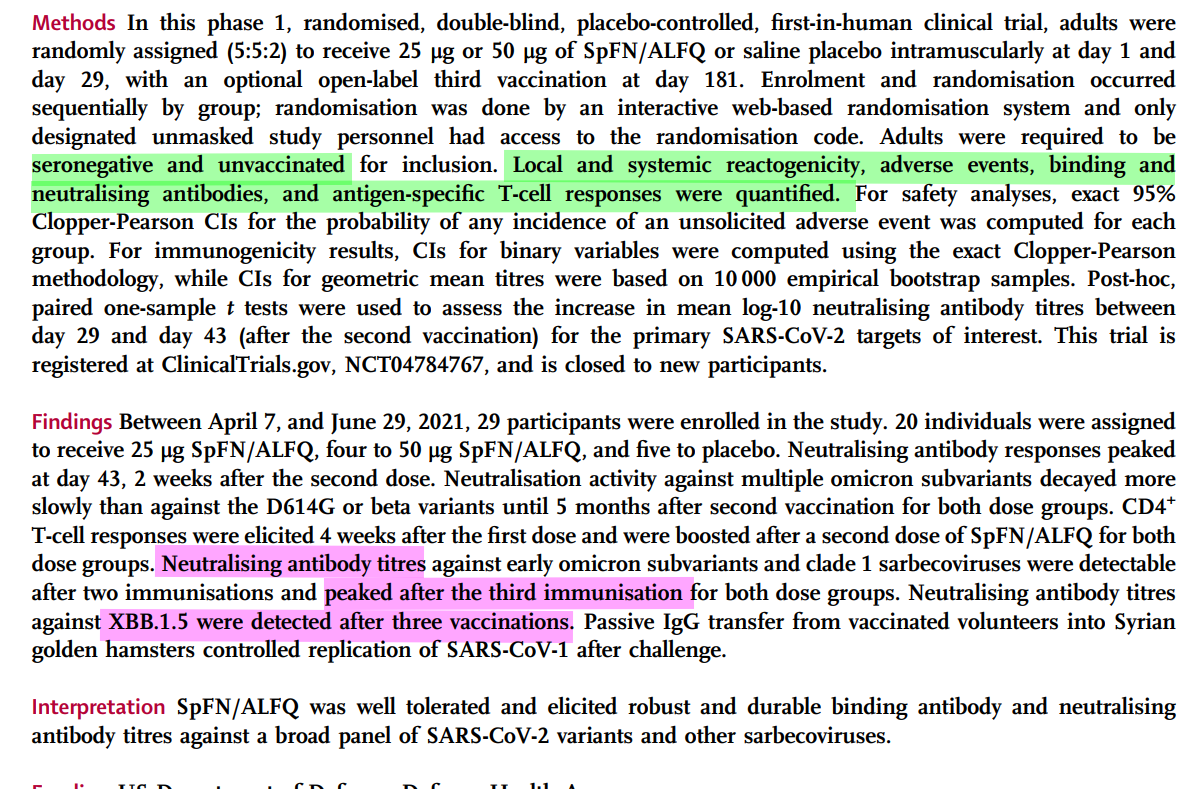 Methods In this phase 1, randomised, double-blind, placebo-controlled, first-in-human clinical trial, adults were
randomly assigned (5:5:2) to receive 25 μg or 50 μg of SpFN/ALFQ or saline placebo intramuscularly at day 1 and
day 29, with an optional open-label third vaccination at day 181. Enrolment and randomisation occurred
sequentially by group; randomisation was done by an interactive web-based randomisation system and only
designated unmasked study personnel had access to the randomisation code. Adults were required to be
seronegative and unvaccinated for inclusion. Local and systemic reactogenicity, adverse events, binding and
neutralising antibodies, and antigen-specific T-cell responses were quantified. For safety analyses, exact 95%
Clopper-Pearson CIs for the probability of any incidence of an unsolicited adverse event was computed for each
group. For immunogenicity results, CIs for binary variables were computed using the exact Clopper-Pearson
methodology, while CIs for geometric mean titres were based on 10 000 empirical bootstrap samples. Post-hoc,
paired one-sample t tests were used to assess the increase in mean log-10 neutralising antibody titres between
day 29 and day 43 (after the second vaccination) for the primary SARS-CoV-2 targets of interest. This trial is
registered at ClinicalTrials.gov, NCT04784767, and is closed to new participants.
Findings Between April 7, and June 29, 2021, 29 participants were enrolled in the study. 20 individuals were assigned
to receive 25 μg SpFN/ALFQ, four to 50 μg SpFN/ALFQ, and five to placebo. Neutralising antibody responses peaked
at day 43, 2 weeks after the second dose. Neutralisation activity against multiple omicron subvariants decayed more
slowly than against the D614G or beta variants until 5 months after second vaccination for both dose groups. CD4⁺
T-cell responses were elicited 4 weeks after the first dose and were boosted after a second dose of SpFN/ALFQ for both
dose groups. Neutralising antibody titres against early omicron subvariants and clade 1 sarbecoviruses were detectable
after two immunisations and peaked after the third immunisation for both dose groups. Neutralising antibody titres
against XBB.1.5 were detected after three vaccinations. Passive IgG transfer from vaccinated volunteers into Syrian
golden hamsters controlled replication of SARS-CoV-1 after challenge.
Interpretation SpFN/ALFQ was well tolerated and elicited robust and durable binding antibody and neutralising
antibody titres against a broad panel of SARS-CoV-2 variants and other sarbecoviruses.